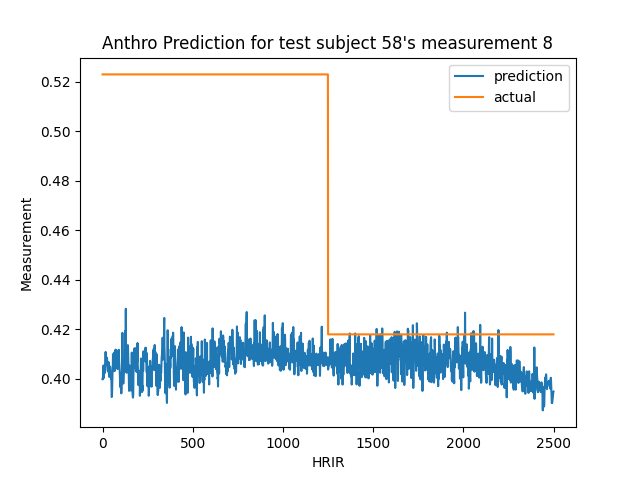 Anthro Prediction for test subject 58's measurement 8
prediction
actual
0.52
0.50
0.48
0.46
0.44
0.42
0.40
Measurement
0
500
1000
1500
2000
2500
HRIR